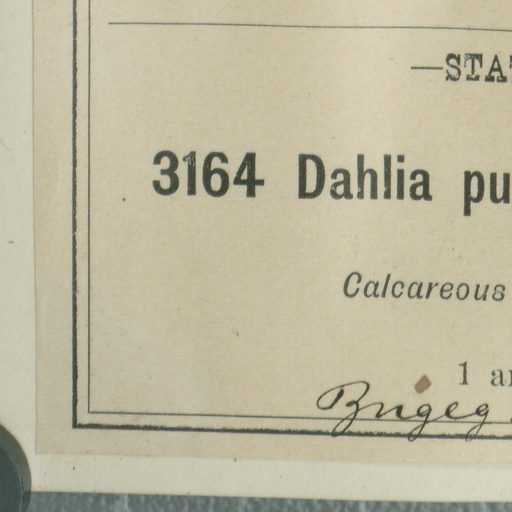 —STA
3164 Dahlia pu
Calcareous
1 a